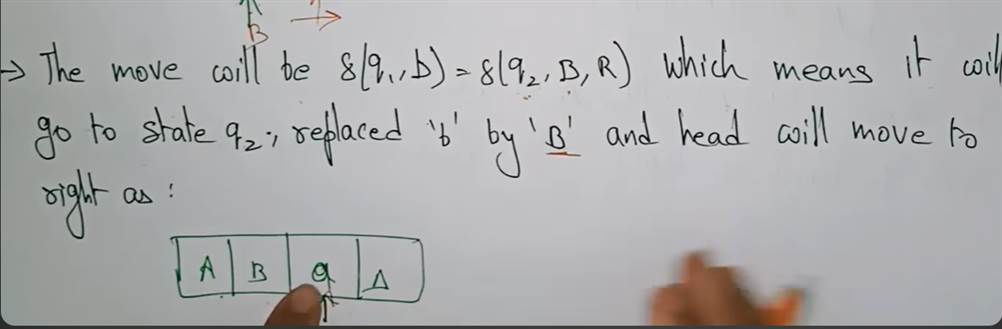 B
→ The move will be δ(q₁, b) = δ(q₂, B, R) which means it will
go to state q₂, replaced 'b' by 'B' and head will move to
right as :
A B a Δ